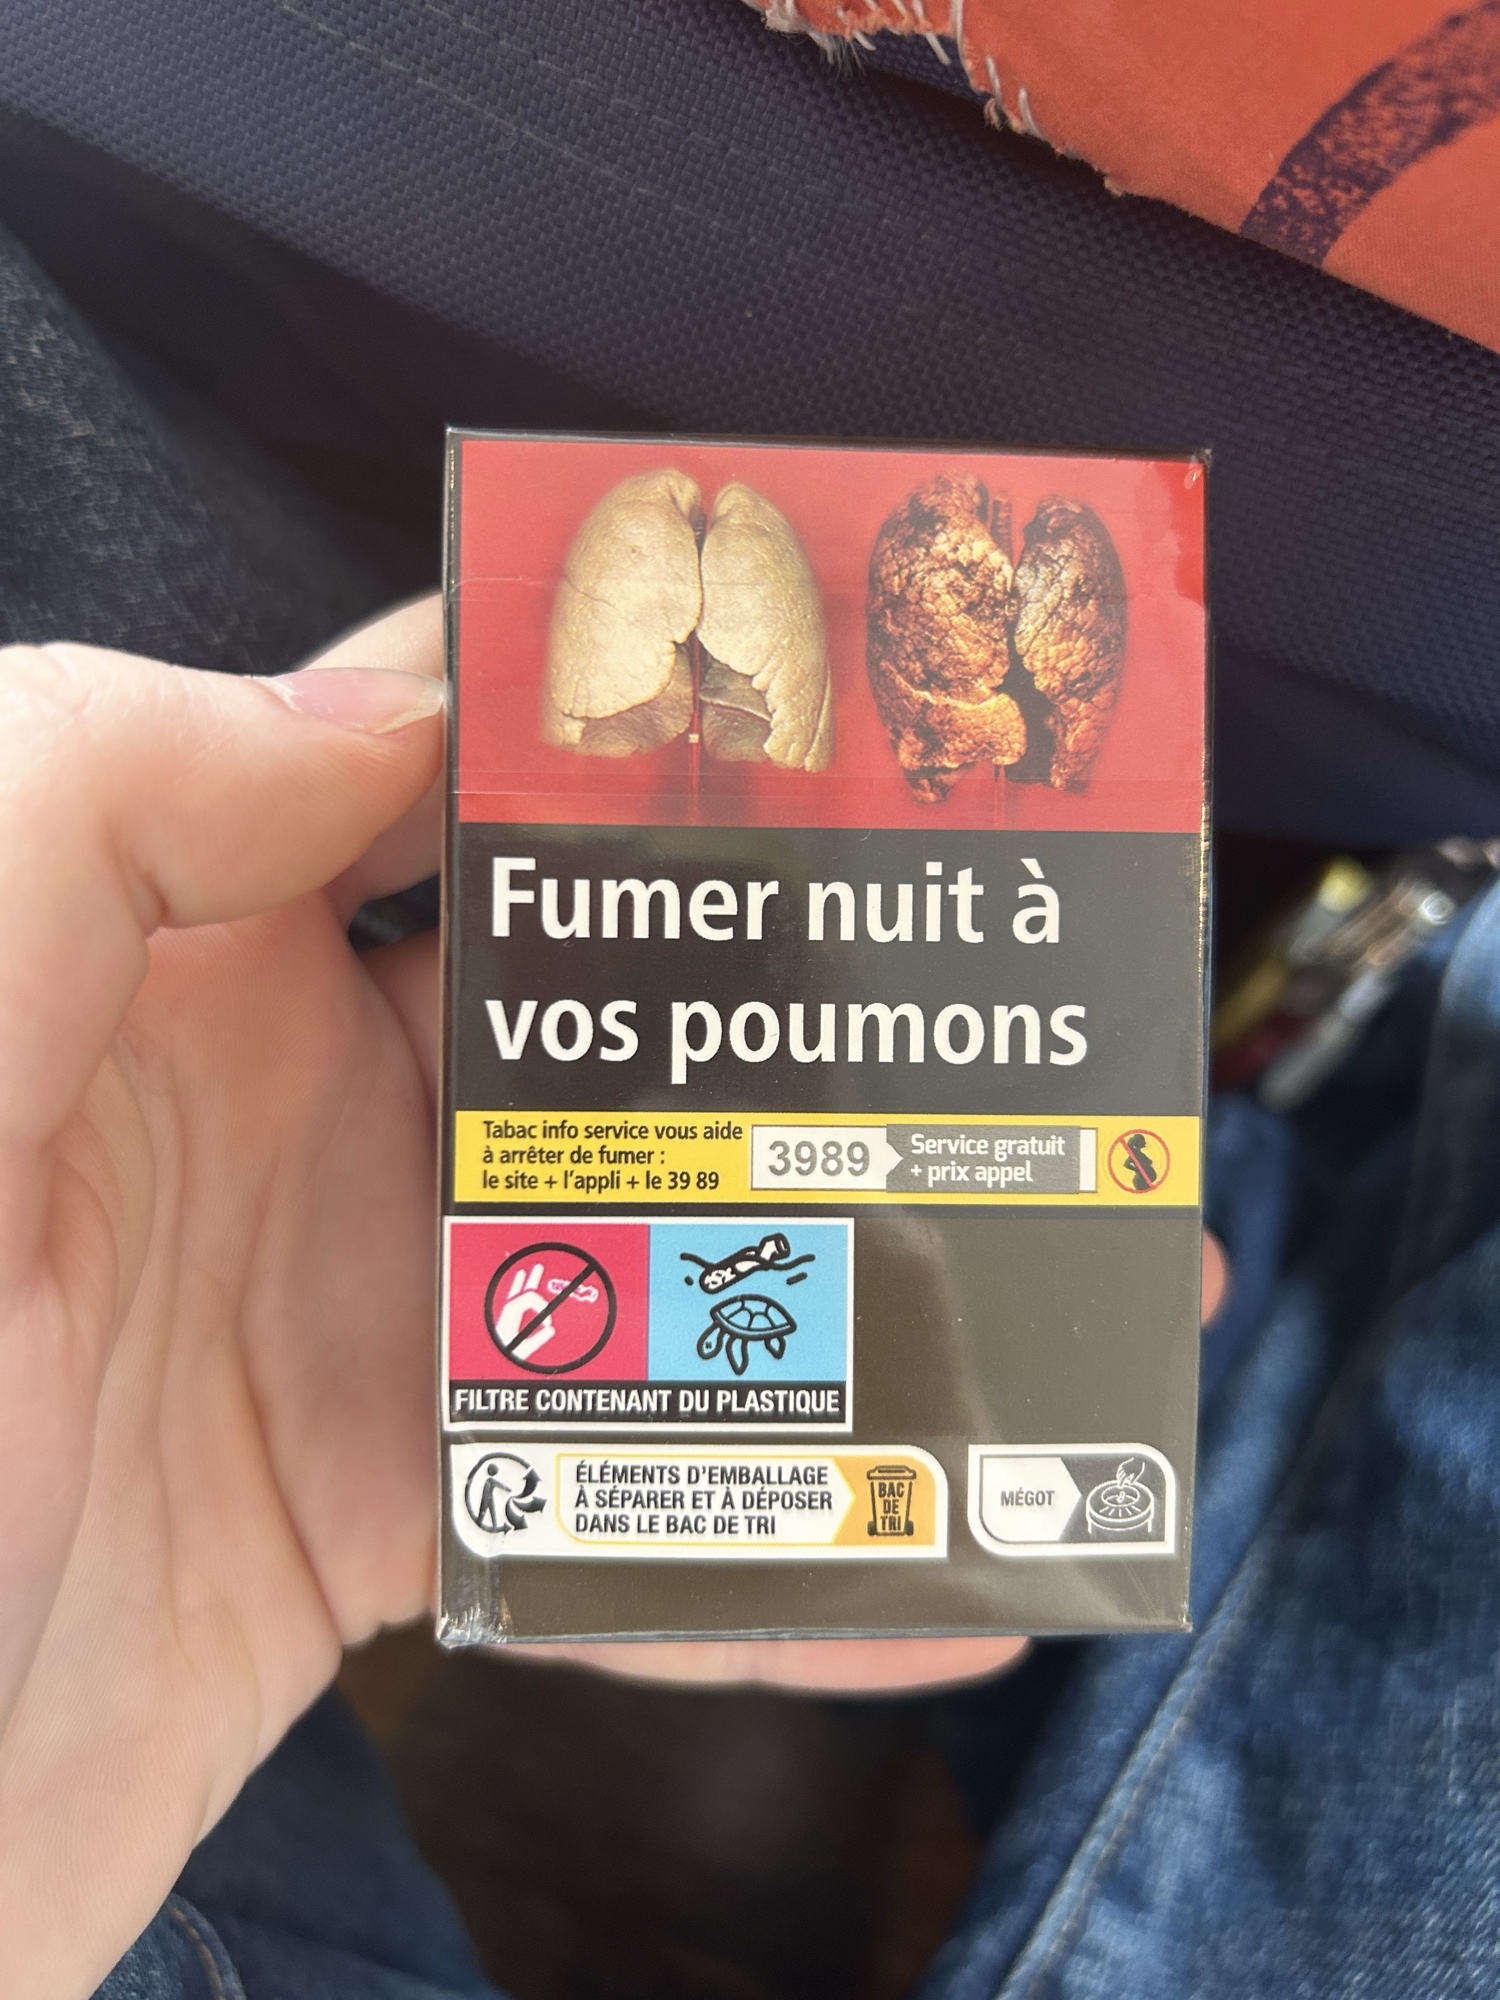 Fumer nuit à
vos poumons
Tabac info service vous aide
à arrêter de fumer :
le site + l'appli + le 39 89
3989
Service gratuit
+ prix appel
FILTRE CONTENANT DU PLASTIQUE
ÉLÉMENTS D'EMBALLAGE
À SÉPARER ET À DÉPOSER
DANS LE BAC DE TRI
BAC
DE
TRI
MÉGOT